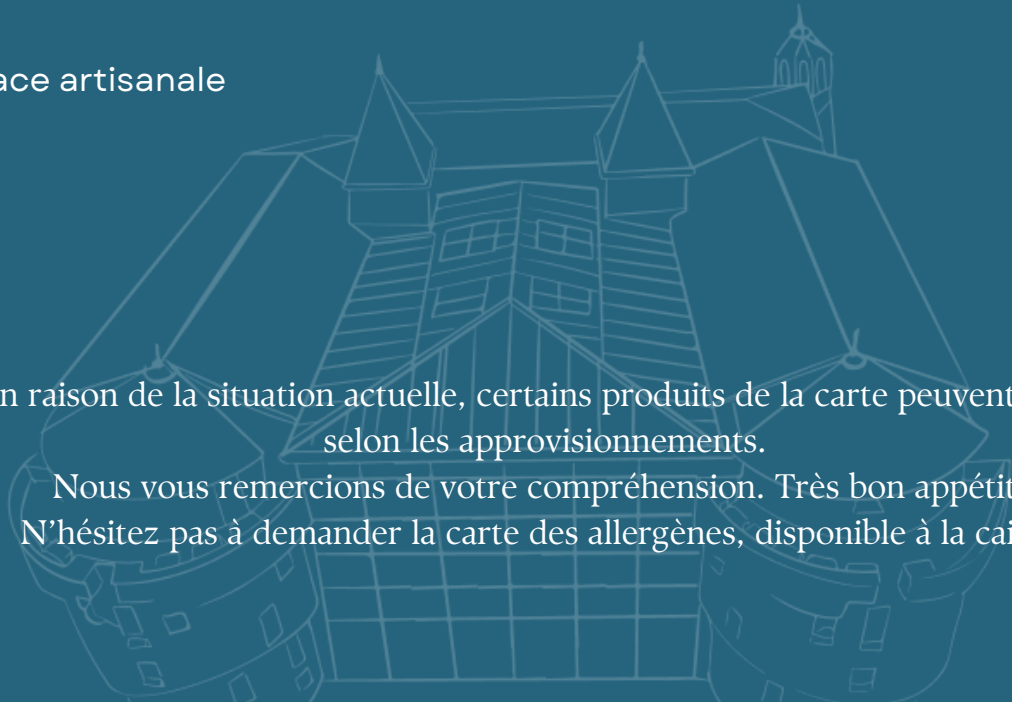 ace artisanale
n raison de la situation actuelle, certains produits de la carte peuvent
selon les approvisionnements.
Nous vous remercions de votre compréhension. Très bon appétit
N’hésitez pas à demander la carte des allergènes, disponible à la cai